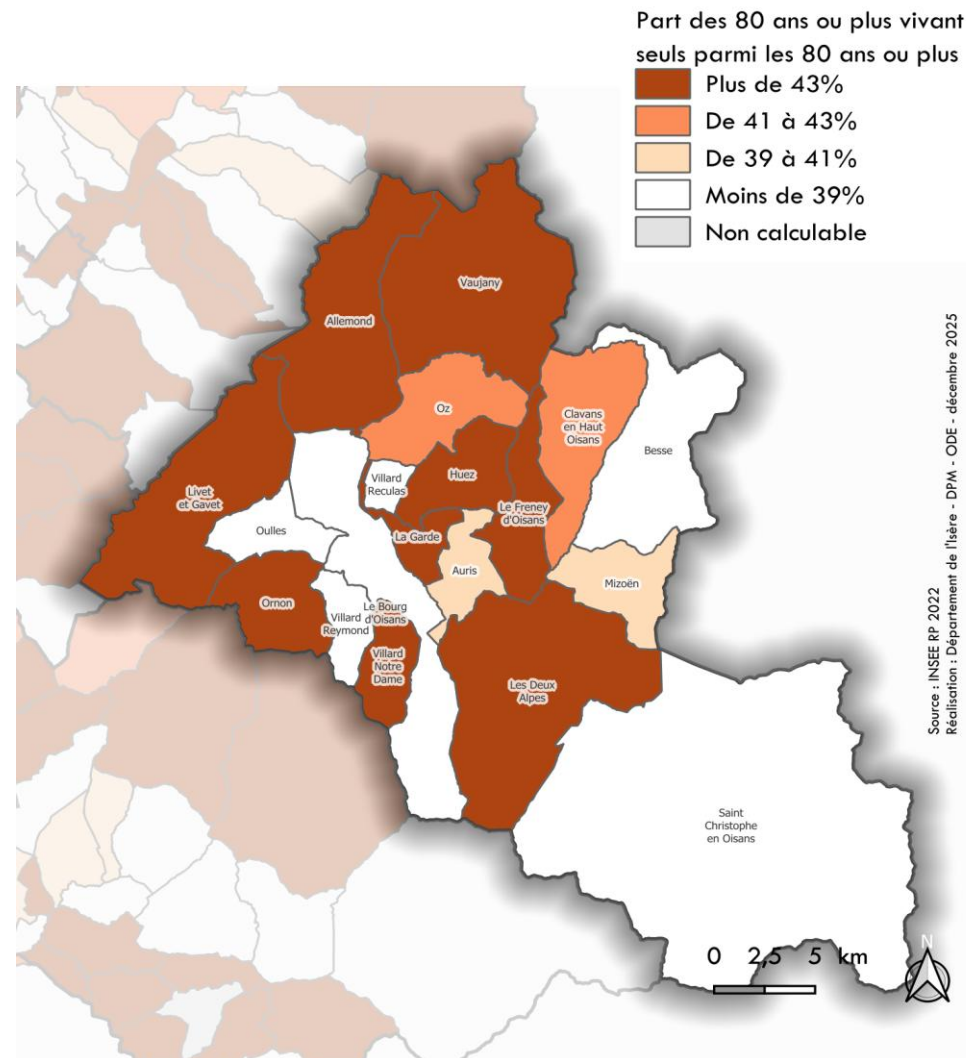 Part des 80 ans ou plus vivant
seuls parmi les 80 ans ou plus
Plus de 43%
De 41 à 43%
De 39 à 41%
Moins de 39%
Non calculable
Vaujany
Allemond
Oz
Clavans
en Haut
Oisans
Besse
Villard
Reculas
Huez
Livet
et Gavet
Le Freney
d'Oisans
Oulles
La Garde
Auris
Mizoën
Ornon
Villard
Reymond
Le Bourg
d'Oisans
Villard
Notre
Dame
Les Deux
Alpes
Saint
Christophe
en Oisans
Source : INSEE RP 2022
Réalisation : Département de l'Isère - DPM - ODE - décembre 2025
0 2,5 5 km
N